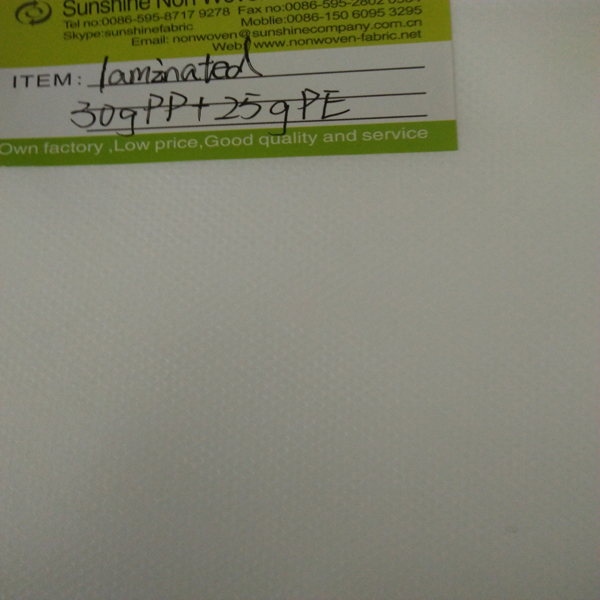 Sunshine Non Wov
Tel no:0086-595-8717 9278 Fax no:0086-595-2802
Skype:sunshinefabric Moblie:0086-150 6095 3295
Email: nonwoven@sunshinecompany.com.cn
Web: www.nonwoven-fabric.net
ITEM: laminated
30gPP+25gPE
Own factory ,Low price,Good quality and service